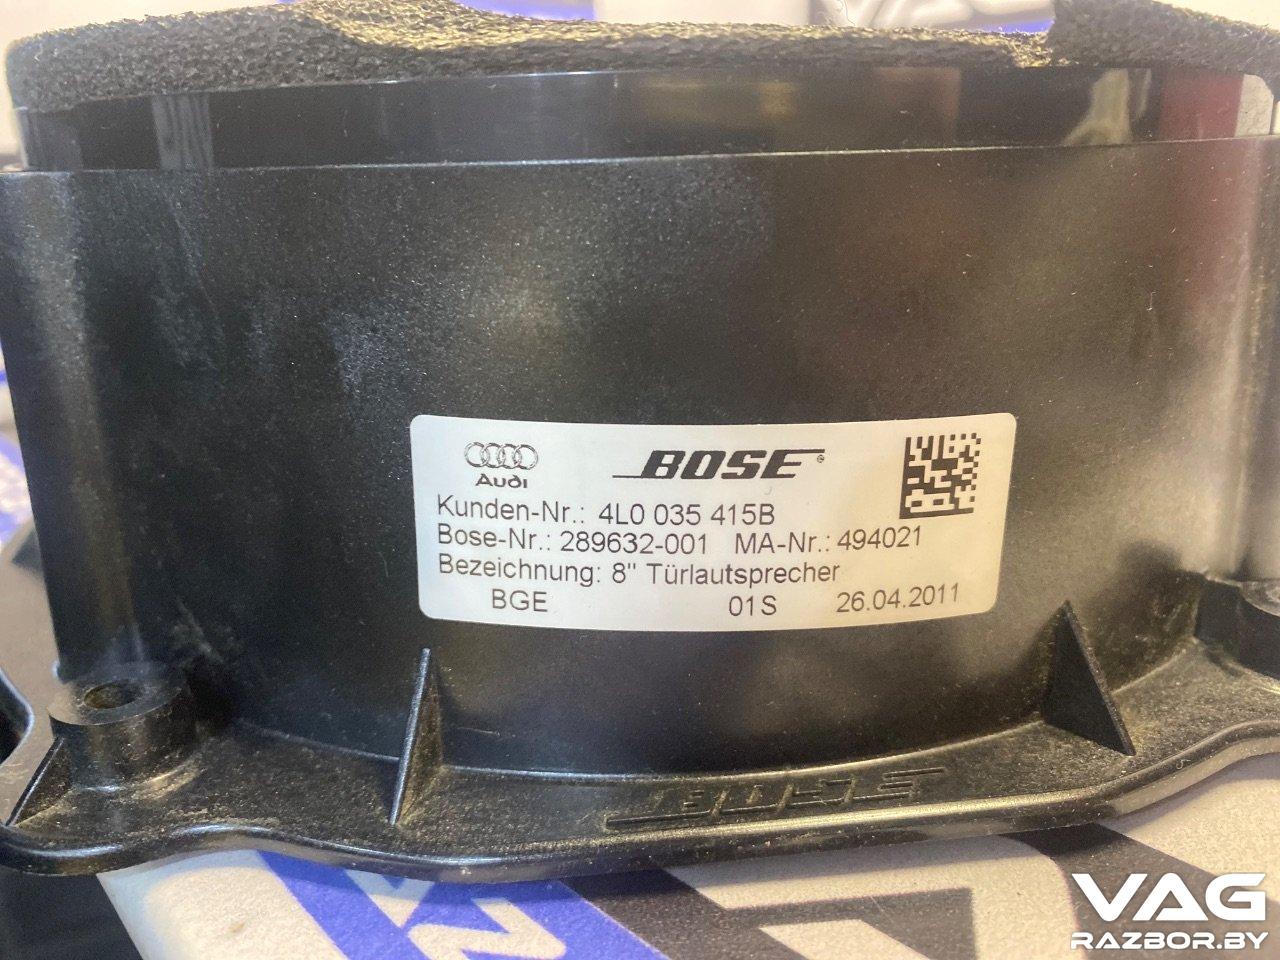 Audi BOSE
Kunden-Nr.: 4L0 035 415B
Bose-Nr.: 289632-001 MA-Nr.: 494021
Bezeichnung: 8" Türlautsprecher
BGE 01S 26.04.2011
BOSE
VAG
RAZBOR.BY